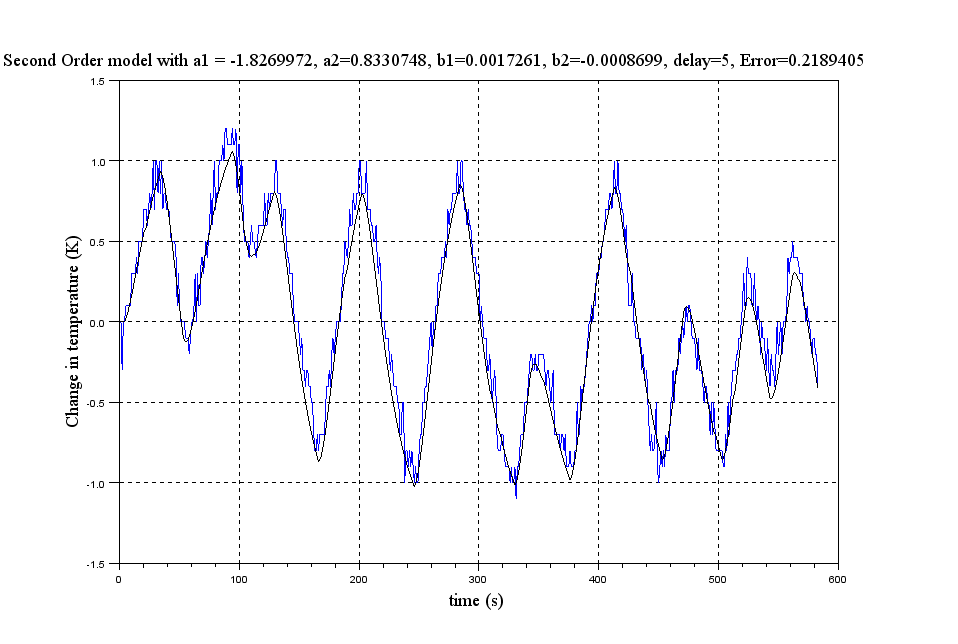 Second Order model with a1 = -1.8269972, a2=0.8330748, b1=0.0017261, b2=-0.0008699, delay=5, Error=0.2189405
1.5
1.0
0.5
0.0
-0.5
-1.0
-1.5
Change in temperature (K)
0 100 200 300 400 500 600
time (s)